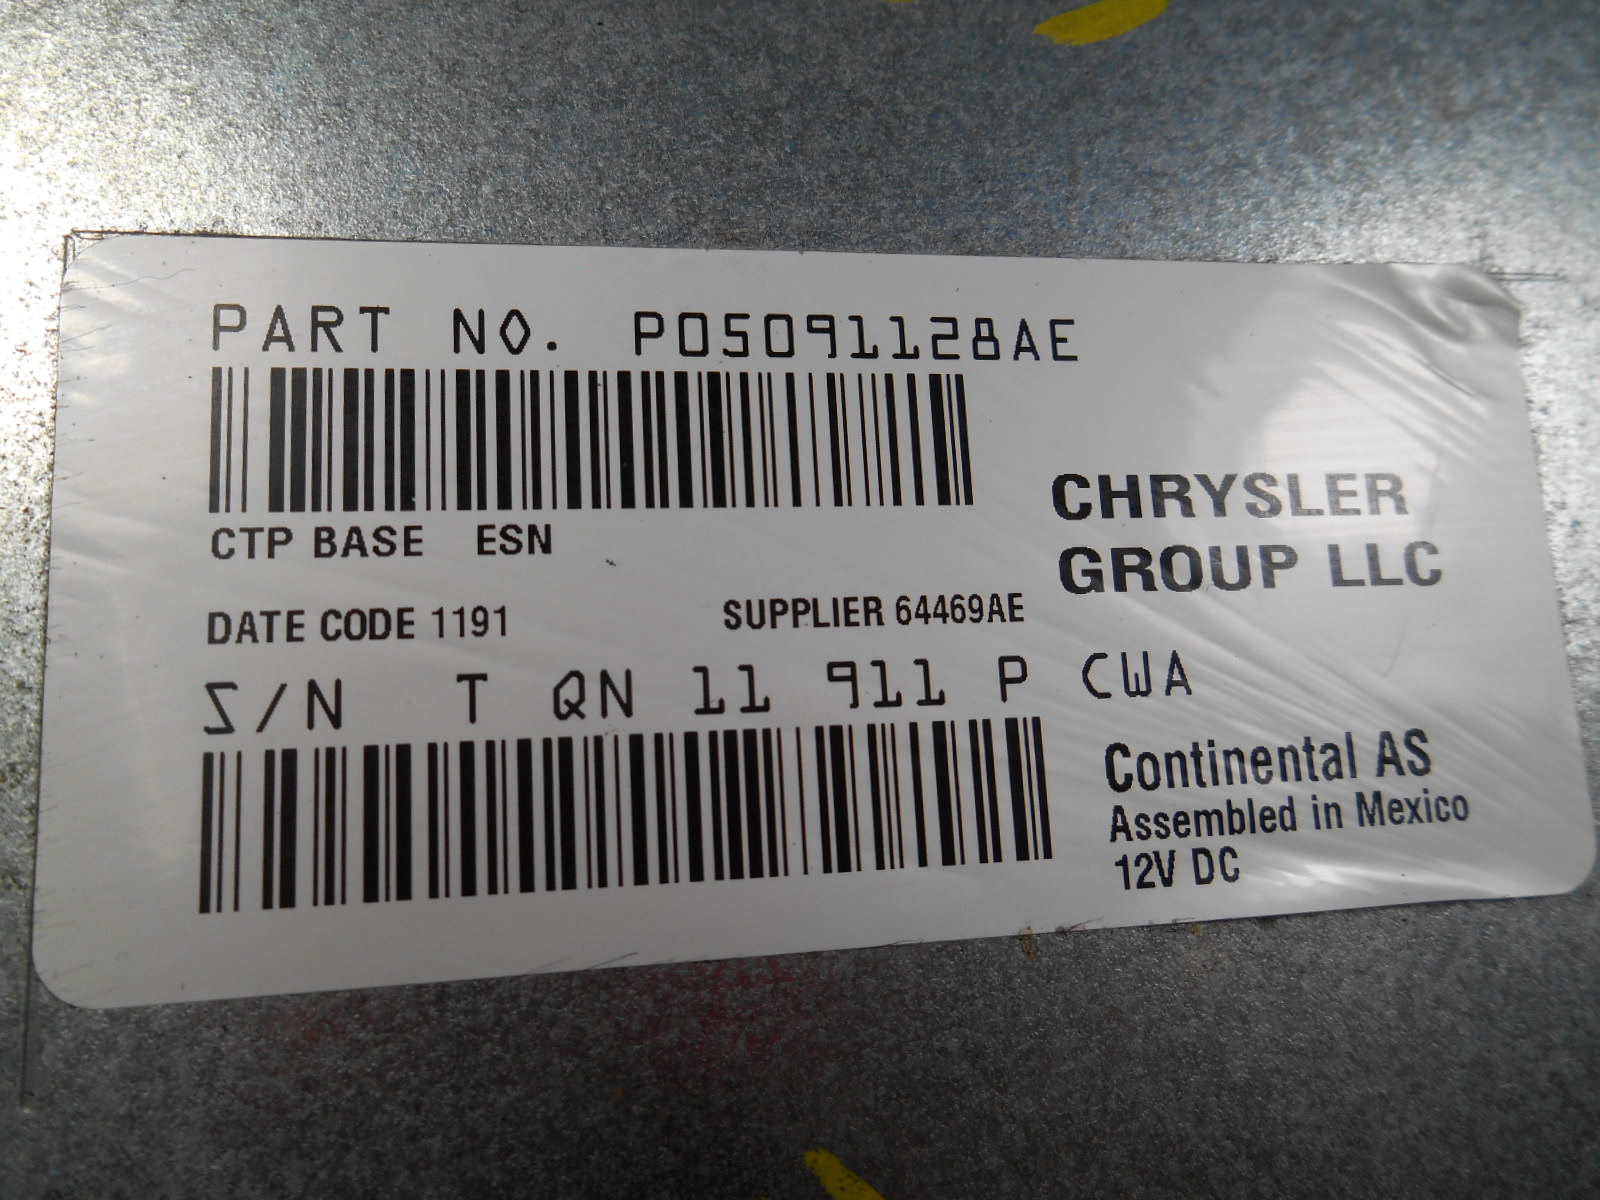 PART NO. P05091128AE
CTP BASE ESN
CHRYSLER
GROUP LLC
DATE CODE 1191 SUPPLIER 64469AE
S/N T QN 11 911 P CWA
Continental AS
Assembled in Mexico
12V DC